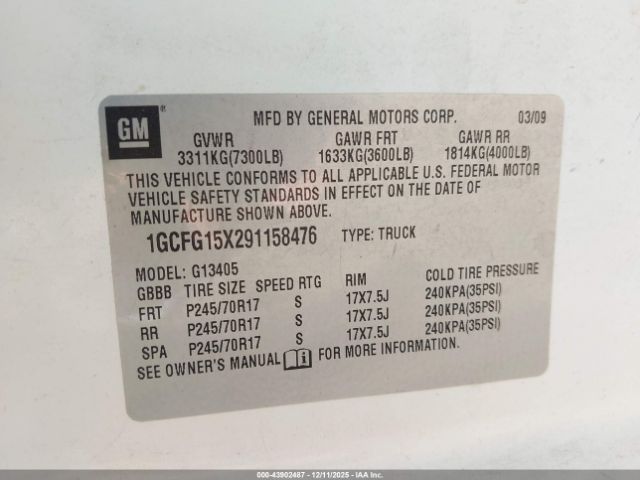 GM ® MFD BY GENERAL MOTORS CORP. 03/09
GVWR GAWR FRT GAWR RR
3311KG(7300LB) 1633KG(3600LB) 1814KG(4000LB)
THIS VEHICLE CONFORMS TO ALL APPLICABLE U.S. FEDERAL MOTOR
VEHICLE SAFETY STANDARDS IN EFFECT ON THE DATE OF
MANUFACTURE SHOWN ABOVE.
1GCFG15X291158476 TYPE: TRUCK
MODEL: G13405
GBBB TIRE SIZE SPEED RTG RIM COLD TIRE PRESSURE
FRT P245/70R17 S 17X7.5J 240KPA(35PSI)
RR P245/70R17 S 17X7.5J 240KPA(35PSI)
SPA P245/70R17 S 17X7.5J 240KPA(35PSI)
SEE OWNER'S MANUAL i FOR MORE INFORMATION.
000-43902487 - 12/11/2025 - IAAI.CA